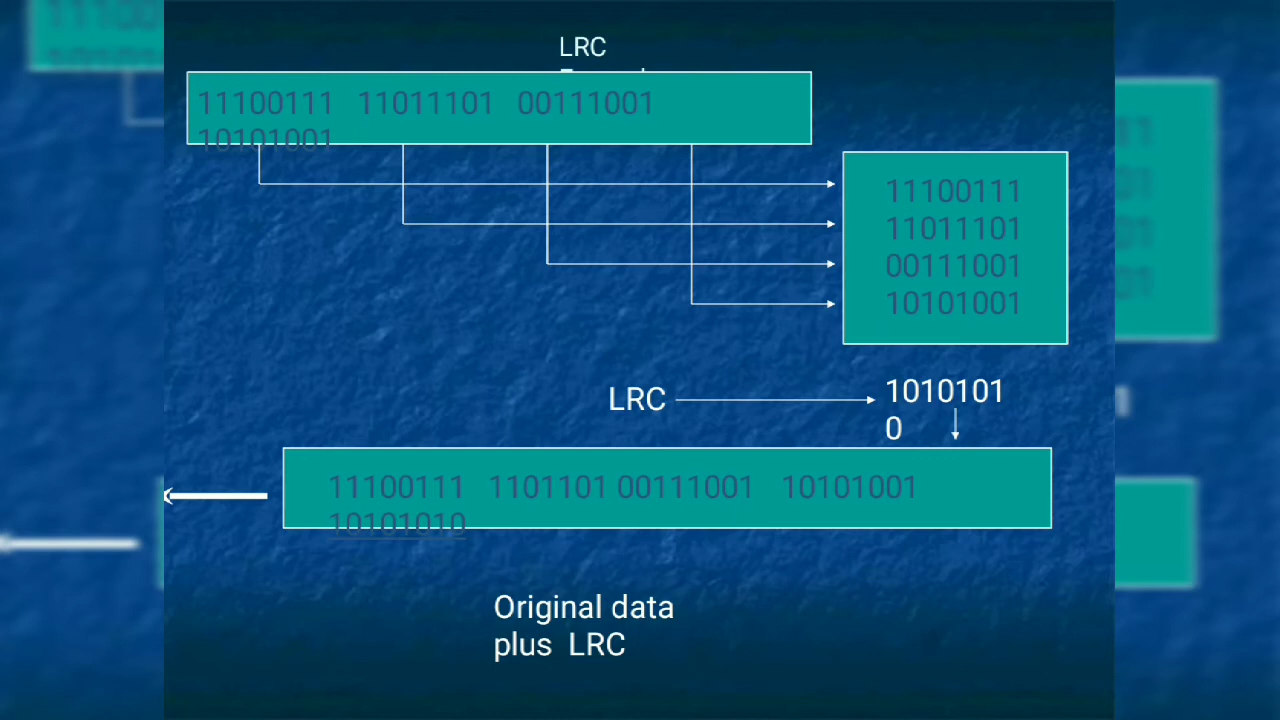 LRC
11100111 11011101 00111001
10101001
11100111
11011101
00111001
10101001
LRC
1010101
0
11100111 1101101 00111001 10101001
10101010
Original data
plus LRC